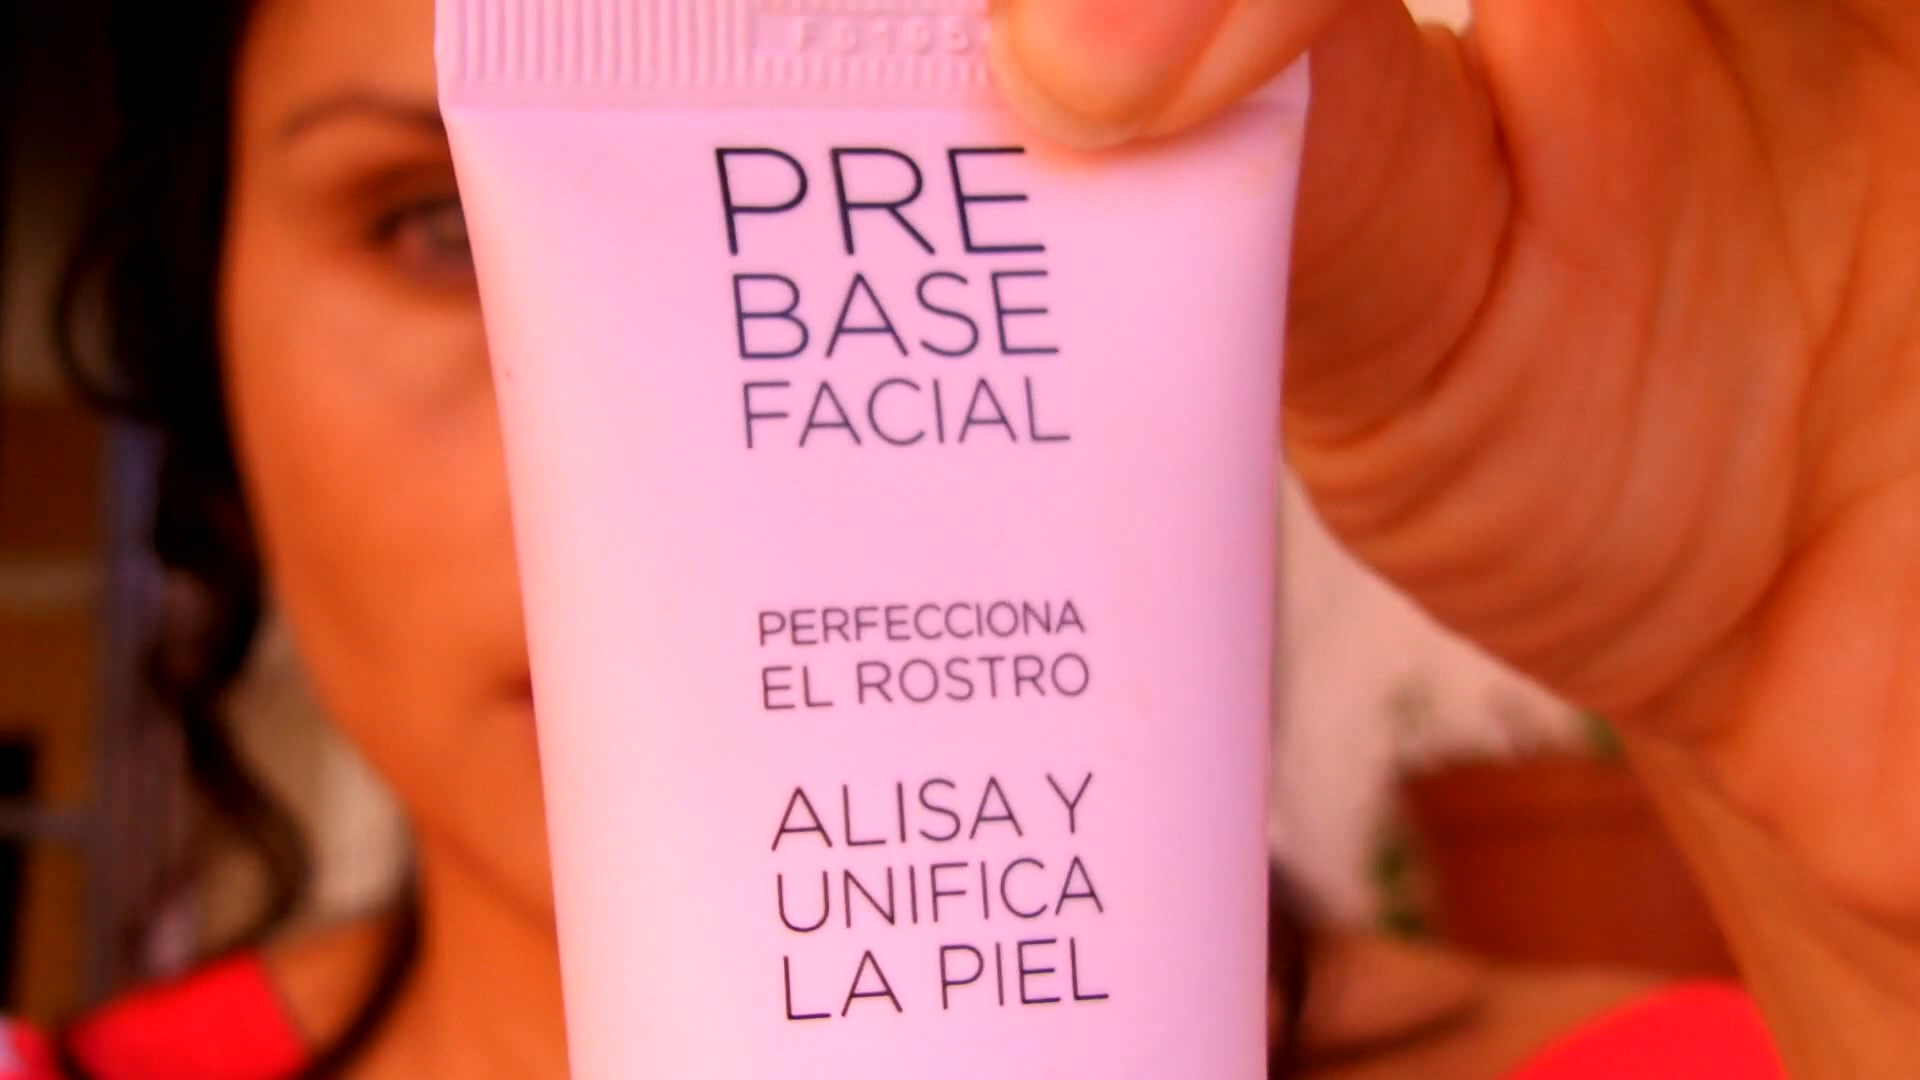 PRE
BASE
FACIAL
PERFECCIONA
EL ROSTRO
ALISA Y
UNIFICA
LA PIEL